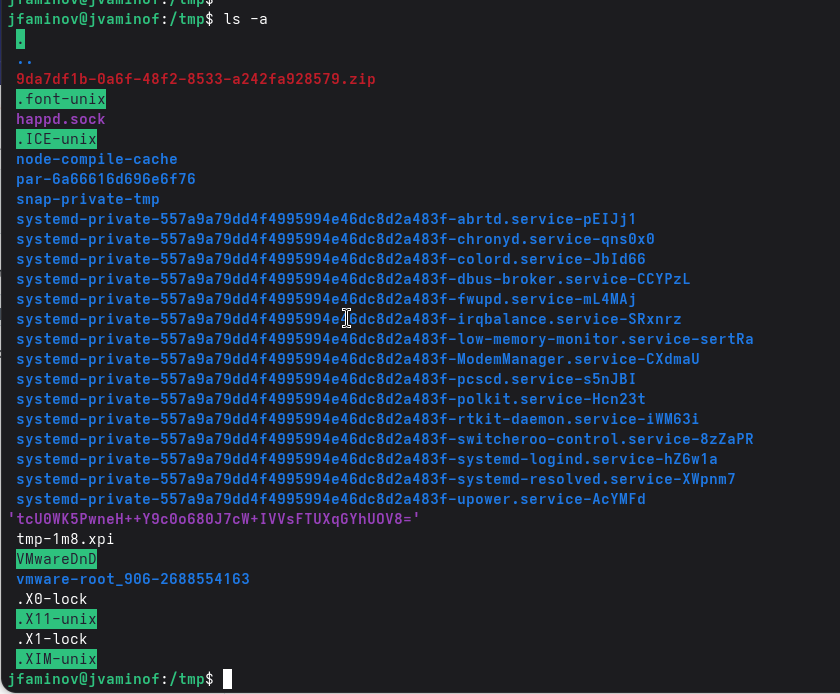 jfaminov@jvaminof:/tmp$ ls -a
.
..
9da7df1b-0a6f-48f2-8533-a242fa928579.zip
.font-unix
happd.sock
.ICE-unix
node-compile-cache
par-6a66616d696e6f76
snap-private-tmp
systemd-private-557a9a79dd4f4995994e46dc8d2a483f-abrtd.service-pEIJj1
systemd-private-557a9a79dd4f4995994e46dc8d2a483f-chronyd.service-qns0x0
systemd-private-557a9a79dd4f4995994e46dc8d2a483f-colord.service-JbId66
systemd-private-557a9a79dd4f4995994e46dc8d2a483f-dbus-broker.service-CCYPzL
systemd-private-557a9a79dd4f4995994e46dc8d2a483f-fwupd.service-mL4MAj
systemd-private-557a9a79dd4f4995994e46dc8d2a483f-irqbalance.service-SRxnrz
systemd-private-557a9a79dd4f4995994e46dc8d2a483f-low-memory-monitor.service-sertRa
systemd-private-557a9a79dd4f4995994e46dc8d2a483f-ModemManager.service-CXdmaU
systemd-private-557a9a79dd4f4995994e46dc8d2a483f-pcscd.service-s5nJBI
systemd-private-557a9a79dd4f4995994e46dc8d2a483f-polkit.service-Hcn23t
systemd-private-557a9a79dd4f4995994e46dc8d2a483f-rtkit-daemon.service-iWM63i
systemd-private-557a9a79dd4f4995994e46dc8d2a483f-switcheroo-control.service-8zZaPR
systemd-private-557a9a79dd4f4995994e46dc8d2a483f-systemd-logind.service-hZ6w1a
systemd-private-557a9a79dd4f4995994e46dc8d2a483f-systemd-resolved.service-XWpnm7
systemd-private-557a9a79dd4f4995994e46dc8d2a483f-upower.service-AcYMFd
'tcU0WK5PwneH++Y9c0o680J7cW+IVVsFTUXqGYhUOV8='
tmp-1m8.xpi
VMwareDnD
vmware-root_906-2688554163
.X0-lock
.X11-unix
.X1-lock
.XIM-unix
jfaminov@jvaminof:/tmp$